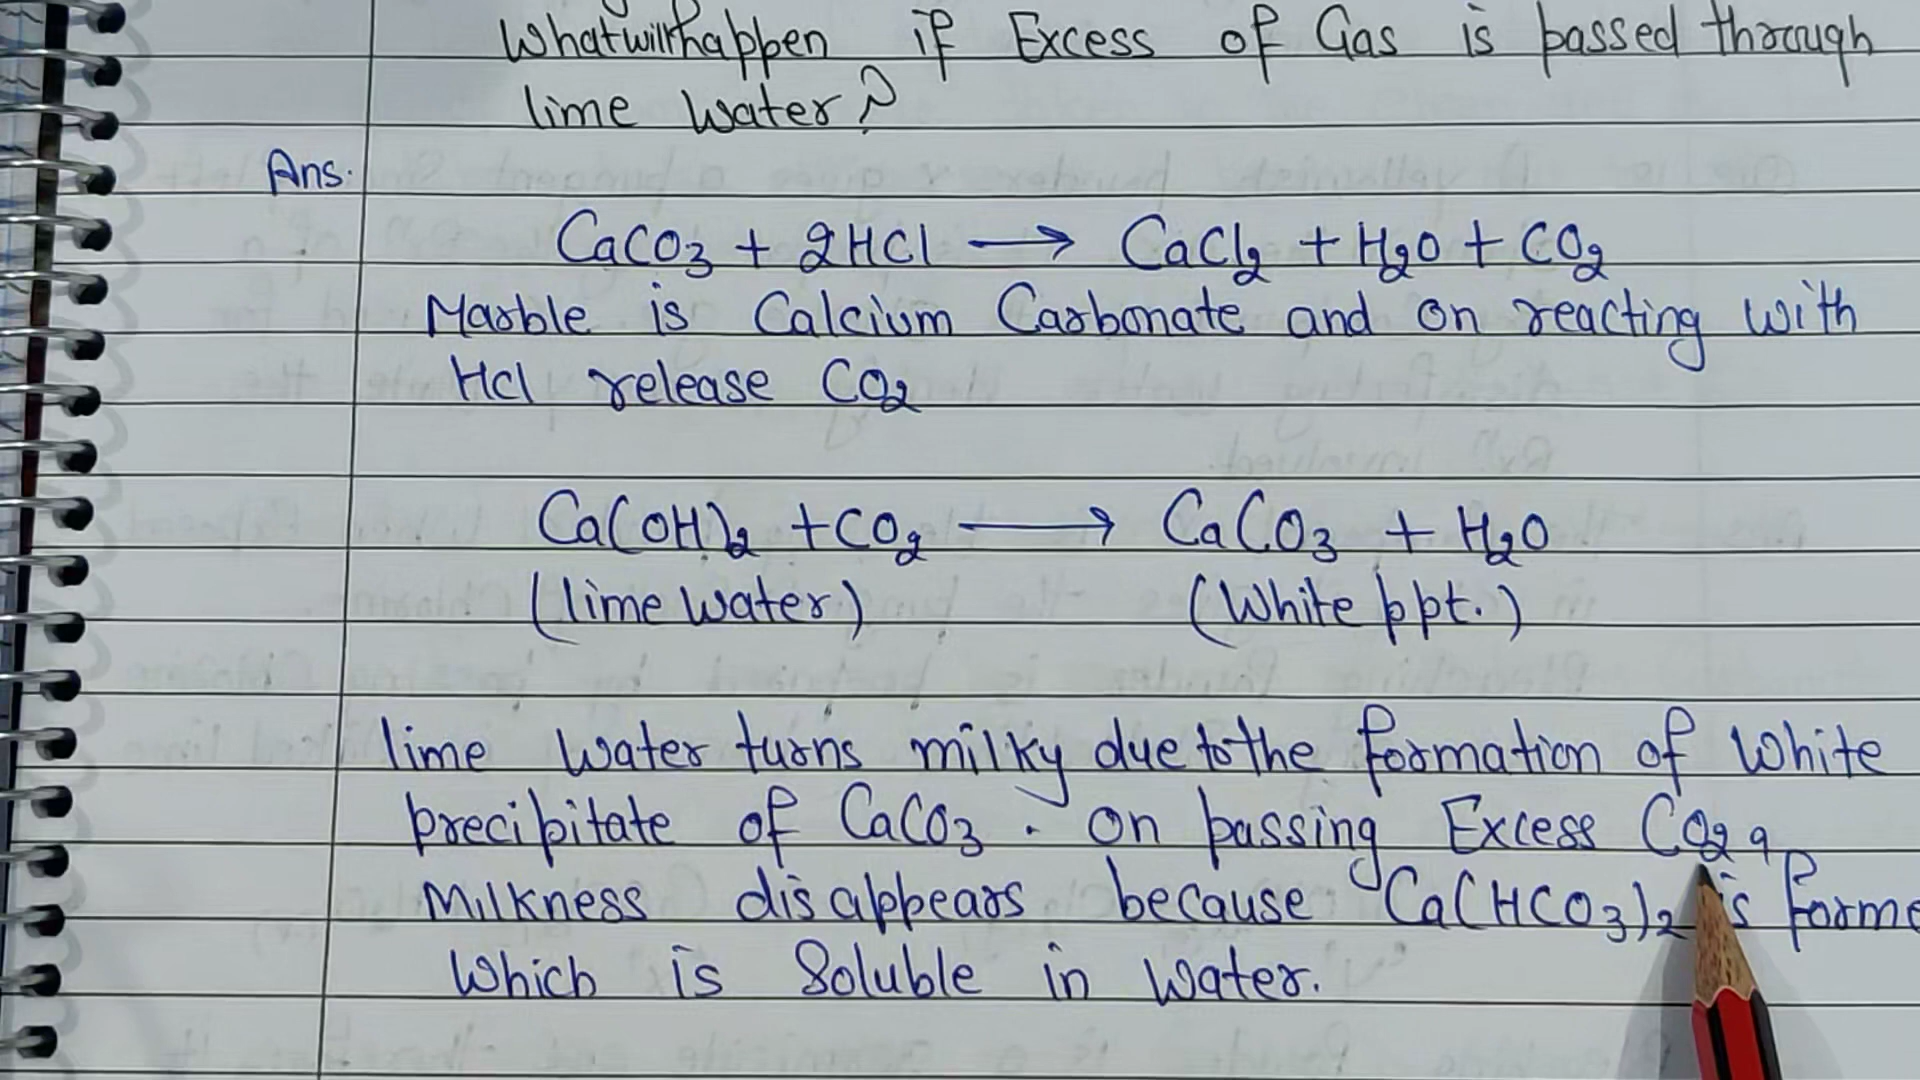 What will happen if Excess of Gas is passed through
lime water?
Ans.
CaCO3 + 2HCl → CaCl2 + H2O + CO2
Marble is Calcium Carbonate and on reacting with
HCl release CO2
Ca(OH)2 + CO2 → CaCO3 + H2O
(lime water) (White ppt.)
lime water turns milky due to the formation of White
precipitate of CaCO3. on passing Excess CO2,
Milkness disappears because Ca(HCO3)2 is forme
Which is Soluble in water.